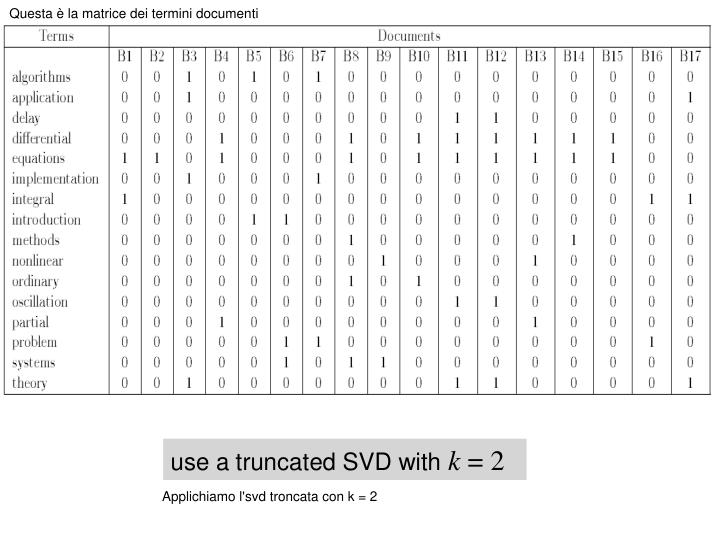 Questa è la matrice dei termini documenti
Terms Documents
B1 B2 B3 B4 B5 B6 B7 B8 B9 B10 B11 B12 B13 B14 B15 B16 B17
algorithms 0 0 1 0 1 0 1 0 0 0 0 0 0 0 0 0 0
application 0 0 1 0 0 0 0 0 0 0 0 0 0 0 0 0 1
delay 0 0 0 0 0 0 0 0 0 0 1 1 0 0 0 0 0
differential 0 0 0 1 0 0 0 1 0 1 1 1 1 1 1 0 0
equations 1 1 0 1 0 0 0 1 0 1 1 1 1 1 1 0 0
implementation 0 0 1 0 0 0 1 0 0 0 0 0 0 0 0 0 0
integral 1 0 0 0 0 0 0 0 0 0 0 0 0 0 0 1 1
introduction 0 0 0 0 1 1 0 0 0 0 0 0 0 0 0 0 0
methods 0 0 0 0 0 0 0 1 0 0 0 0 0 1 0 0 0
nonlinear 0 0 0 0 0 0 0 0 1 0 0 0 1 0 0 0 0
ordinary 0 0 0 0 0 0 0 1 0 1 0 0 0 0 0 0 0
oscillation 0 0 0 0 0 0 0 0 0 0 1 1 0 0 0 0 0
partial 0 0 0 1 0 0 0 0 0 0 0 0 1 0 0 0 0
problem 0 0 0 0 0 1 1 0 0 0 0 0 0 0 0 1 0
systems 0 0 0 0 0 1 0 1 1 0 0 0 0 0 0 0 0
theory 0 0 1 0 0 0 0 0 0 0 1 1 0 0 0 0 1
use a truncated SVD with k = 2
Applichiamo l'svd troncata con k = 2